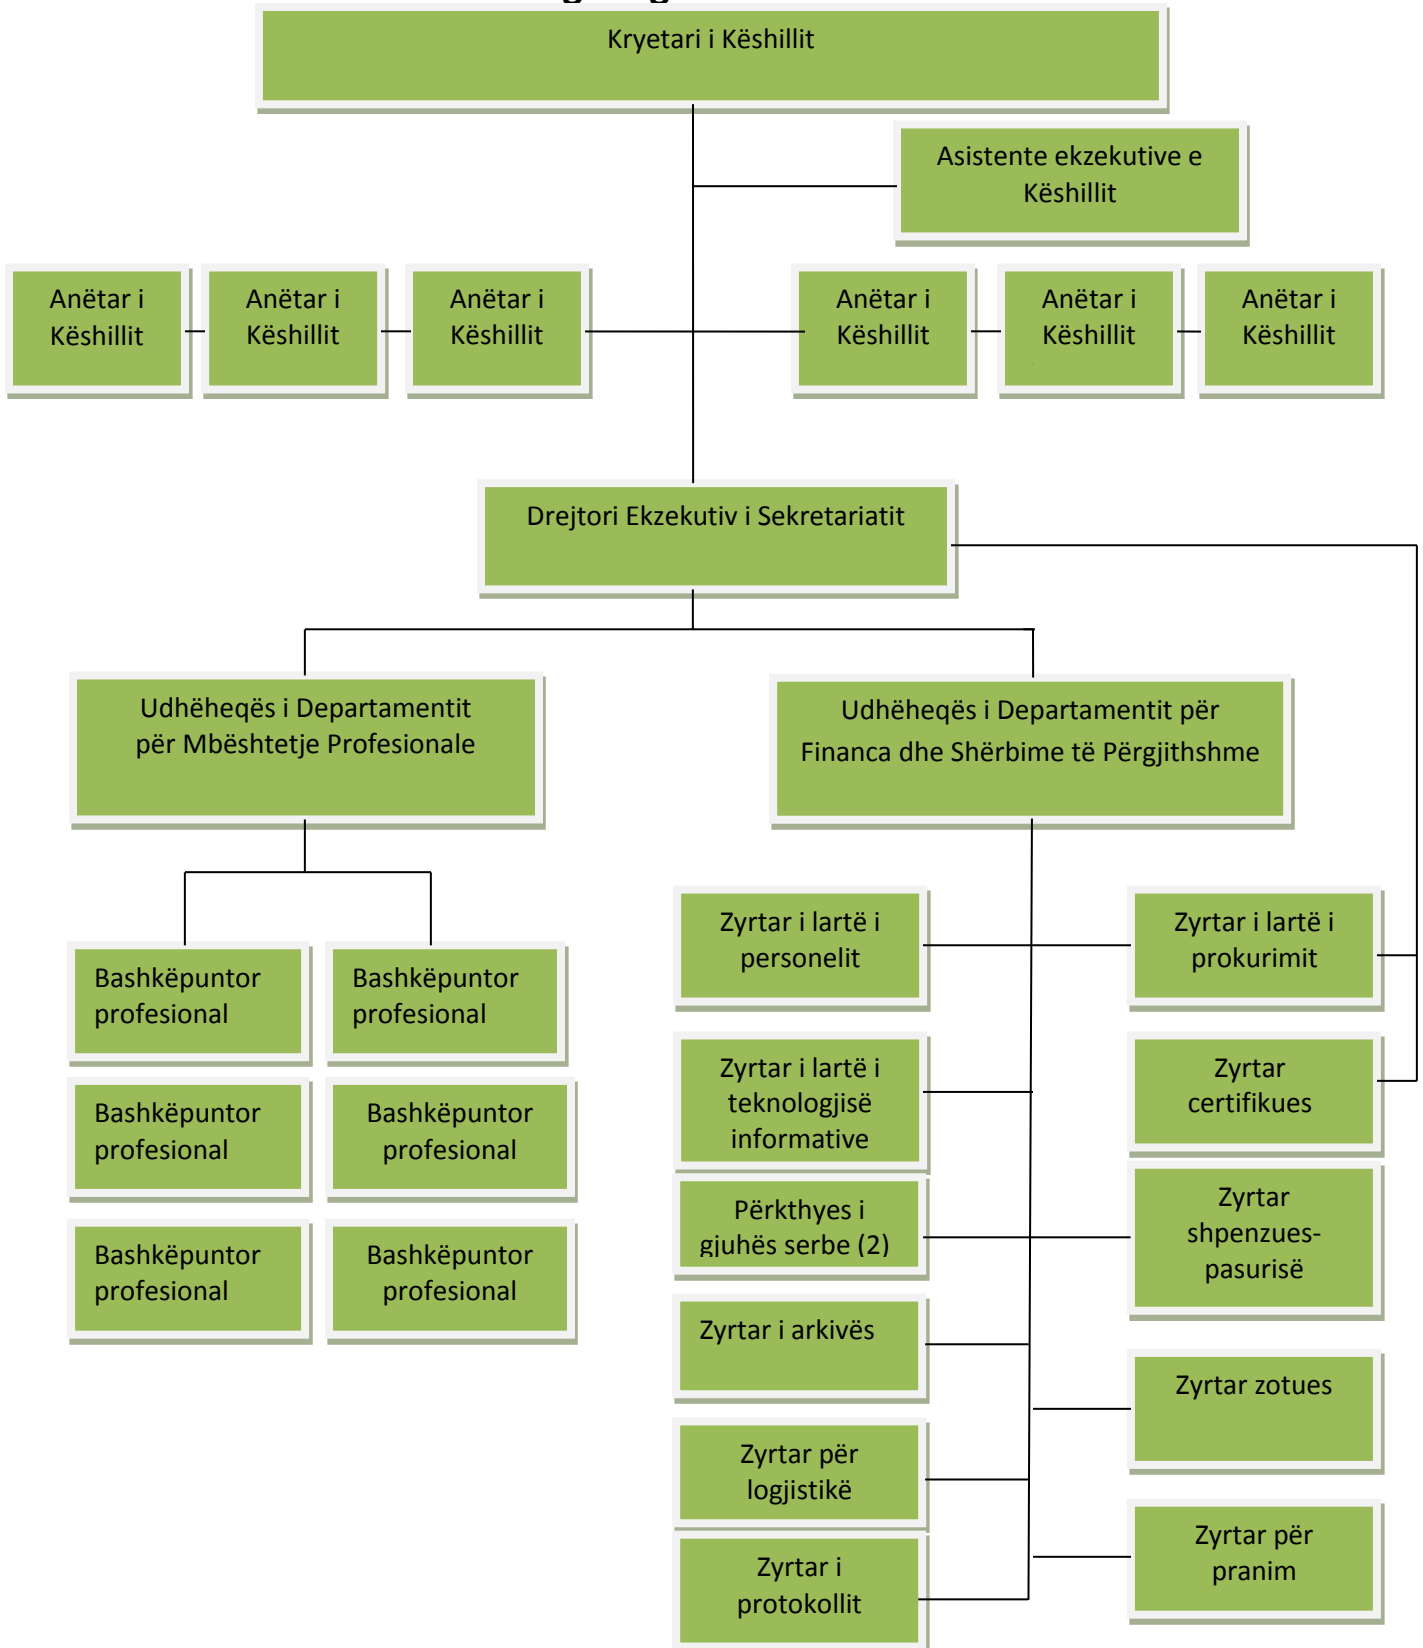 Kryetari i Këshillit
Asistente ekzekutive e
Këshillit
Anëtar i
Këshillit
Anëtar i
Këshillit
Anëtar i
Këshillit
Anëtar i
Këshillit
Anëtar i
Këshillit
Anëtar i
Këshillit
Drejtori Ekzekutiv i Sekretariatit
Udhëheqës i Departamentit
për Mbështetje Profesionale
Udhëheqës i Departamentit për
Financa dhe Shërbime të Përgjithshme
Bashkëpuntor
profesional
Bashkëpuntor
profesional
Bashkëpuntor
profesional
Bashkëpuntor
profesional
Bashkëpuntor
profesional
Bashkëpuntor
profesional
Zyrtar i lartë i
personelit
Zyrtar i lartë i
prokurimit
Zyrtar i lartë i
teknologjisë
informative
Zyrtar
certifikues
Përkthyes i
gjuhës serbe (2)
Zyrtar
shpenzues-
pasurisë
Zyrtar i arkivës
Zyrtar zotues
Zyrtar për
logjistikë
Zyrtar për
pranim
Zyrtar i
protokollit